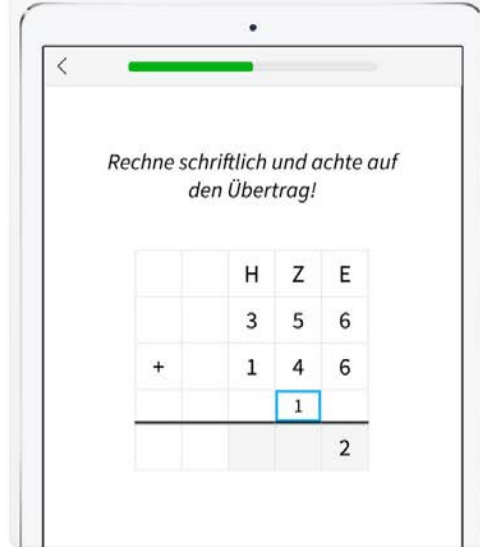 Rechne schriftlich und achte auf
den Übertrag!
H Z E
3 5 6
+ 1 4 6
1
2